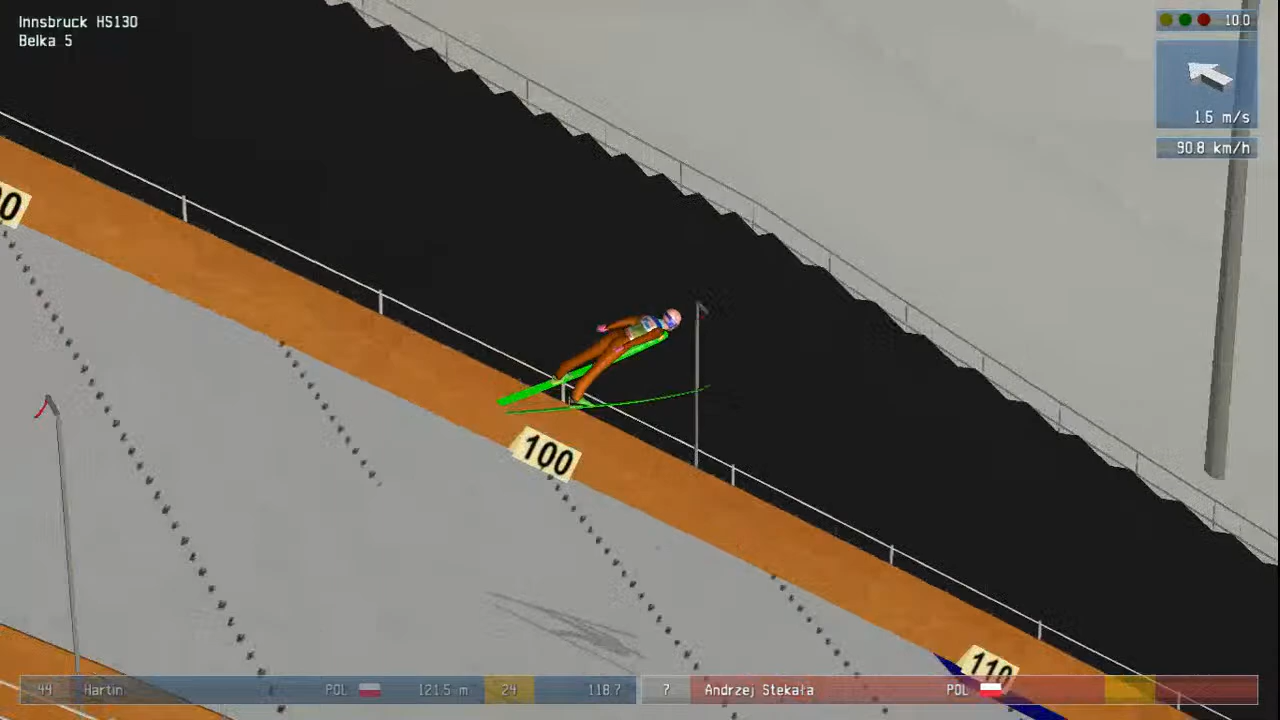 Innsbruck HS130
Belka 5
10.0
1.5 m/s
90.8 km/h
100
110
44 Hartin POL 121.5 m 24 118.7
? Andrzej Stekała POL